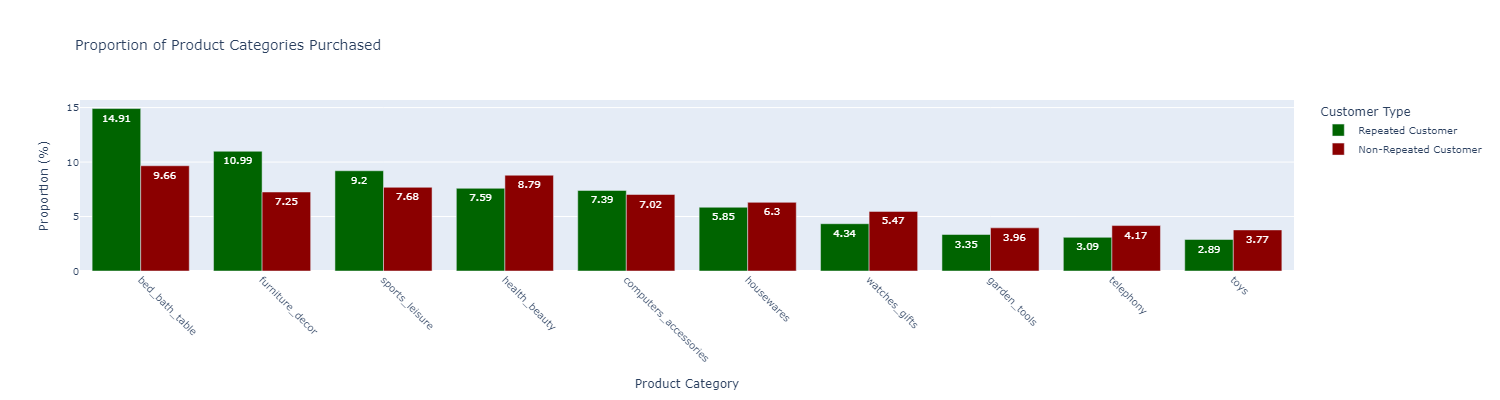 Proportion of Product Categories Purchased
Customer Type
Repeated Customer
Non-Repeated Customer
Proportion (%)
15
10
5
0
14.91
9.66
10.99
7.25
9.2
7.68
7.59
8.79
7.39
7.02
5.85
6.3
4.34
5.47
3.35
3.96
3.09
4.17
2.89
3.77
bed_bath_table
furniture_decor
sports_leisure
health_beauty
computers_accessories
housewares
watches_gifts
garden_tools
telephony
toys
Product Category